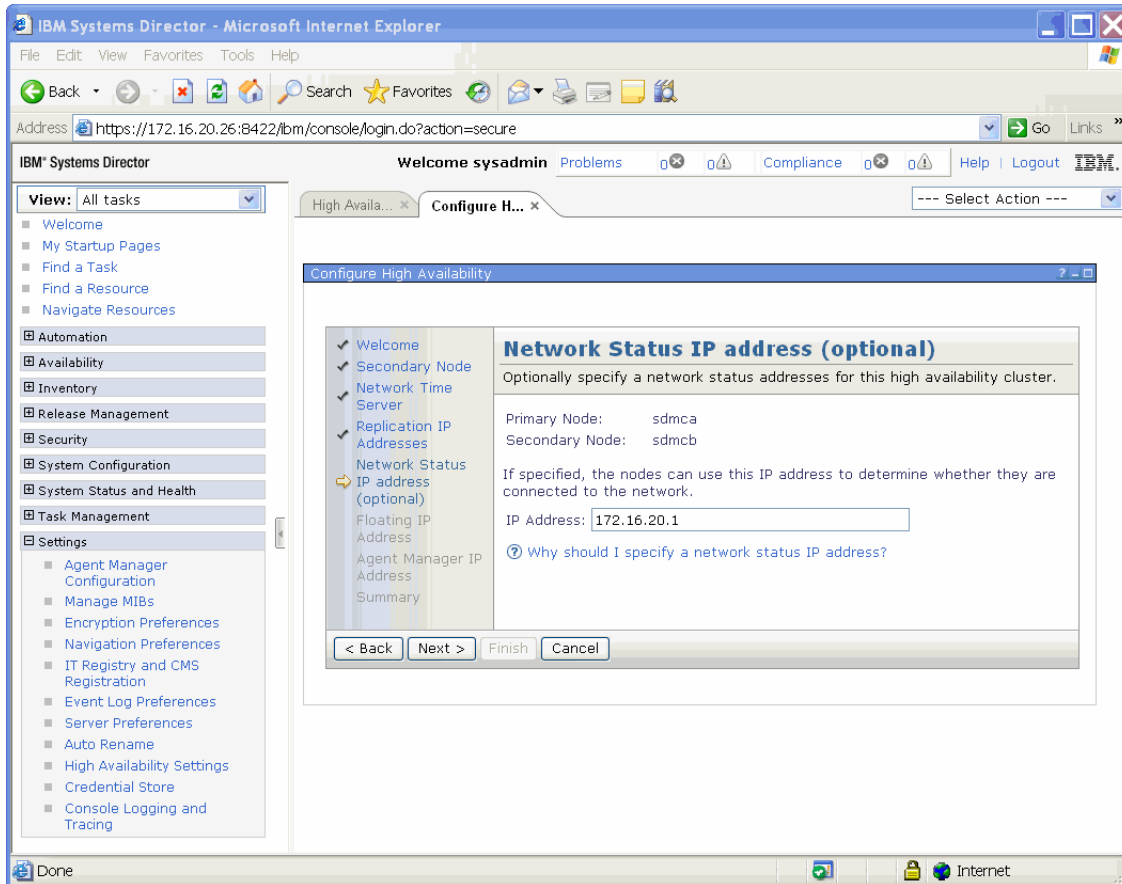 IBM Systems Director - Microsoft Internet Explorer
File Edit View Favorites Tools Help
Back Search Favorites
Address https://172.16.20.26:8422/ibm/console/login.do?action=secure Go Links »
IBM® Systems Director Welcome sysadmin Problems 0 0 Compliance 0 0 Help | Logout IBM.
View: All tasks
High Availa... × Configure H... × --- Select Action ---
Welcome
My Startup Pages
Find a Task
Find a Resource
Navigate Resources
Automation
Availability
Inventory
Release Management
Security
System Configuration
System Status and Health
Task Management
Settings
Agent Manager
Configuration
Manage MIBs
Encryption Preferences
Navigation Preferences
IT Registry and CMS
Registration
Event Log Preferences
Server Preferences
Auto Rename
High Availability Settings
Credential Store
Console Logging and
Tracing
Configure High Availability ?
Welcome
Secondary Node
Network Time
Server
Replication IP
Addresses
Network Status
IP address
(optional)
Floating IP
Address
Agent Manager IP
Address
Summary
Network Status IP address (optional)
Optionally specify a network status addresses for this high availability cluster.
Primary Node: sdmca
Secondary Node: sdmcb
If specified, the nodes can use this IP address to determine whether they are
connected to the network.
IP Address: 172.16.20.1
? Why should I specify a network status IP address?
< Back Next > Finish Cancel
Done Internet